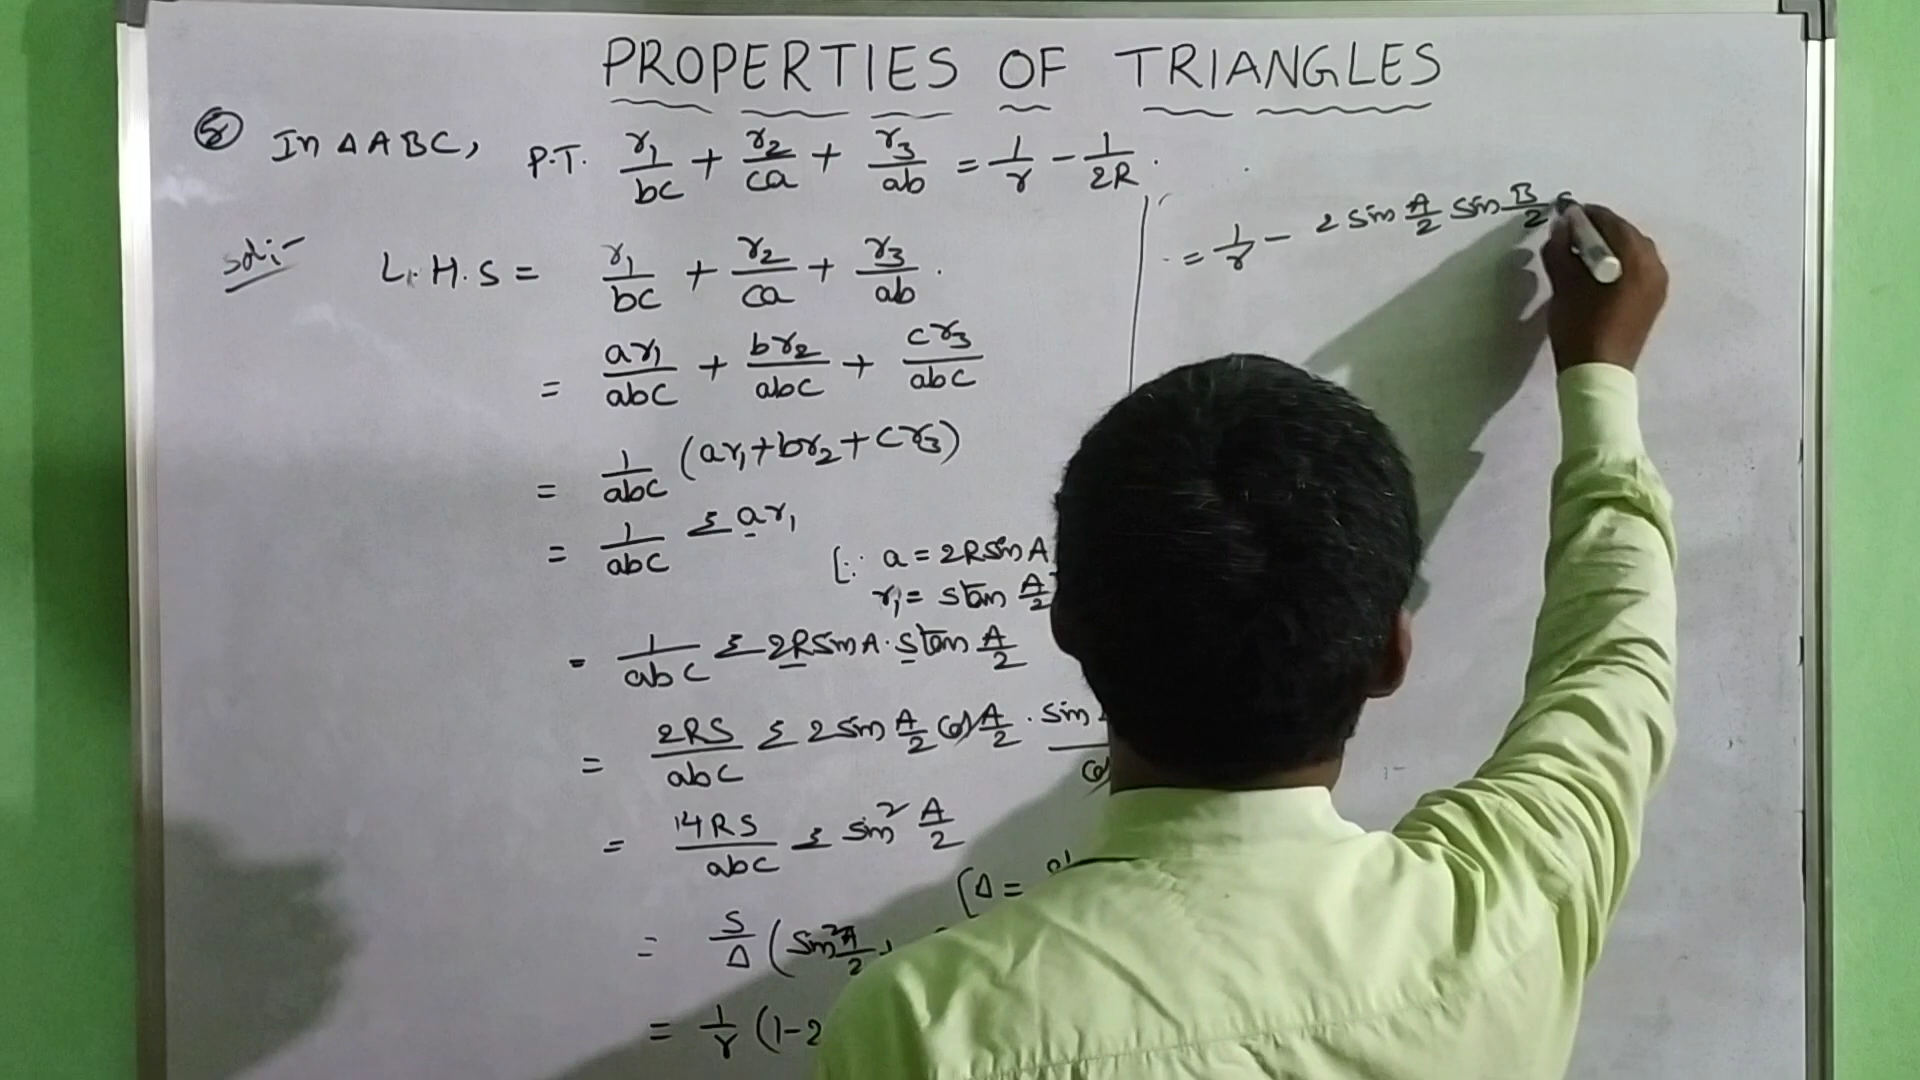 PROPERTIES OF TRIANGLES
In Δ ABC, P.T. r₁/bc + r₂/ca + r₃/ab = 1/r - 1/2R.
Sol:- L.H.S = r₁/bc + r₂/ca + r₃/ab.
= ar₁/abc + br₂/abc + cr₃/abc
= 1/abc (ar₁+br₂+cr₃)
= 1/abc Σ ar₁
[∵ a = 2R sin A
r₁ = s tan A/2
= 1/abc Σ 2R sin A · s tan A/2
= 2RS/abc Σ 2 sin A/2 cos A/2 · sin
= 4RS/abc Σ sin² A/2
[Δ =
= S/Δ (sin² A/2 +
= 1/r (1-2
= 1/r - 2 sin A/2 sin B/2